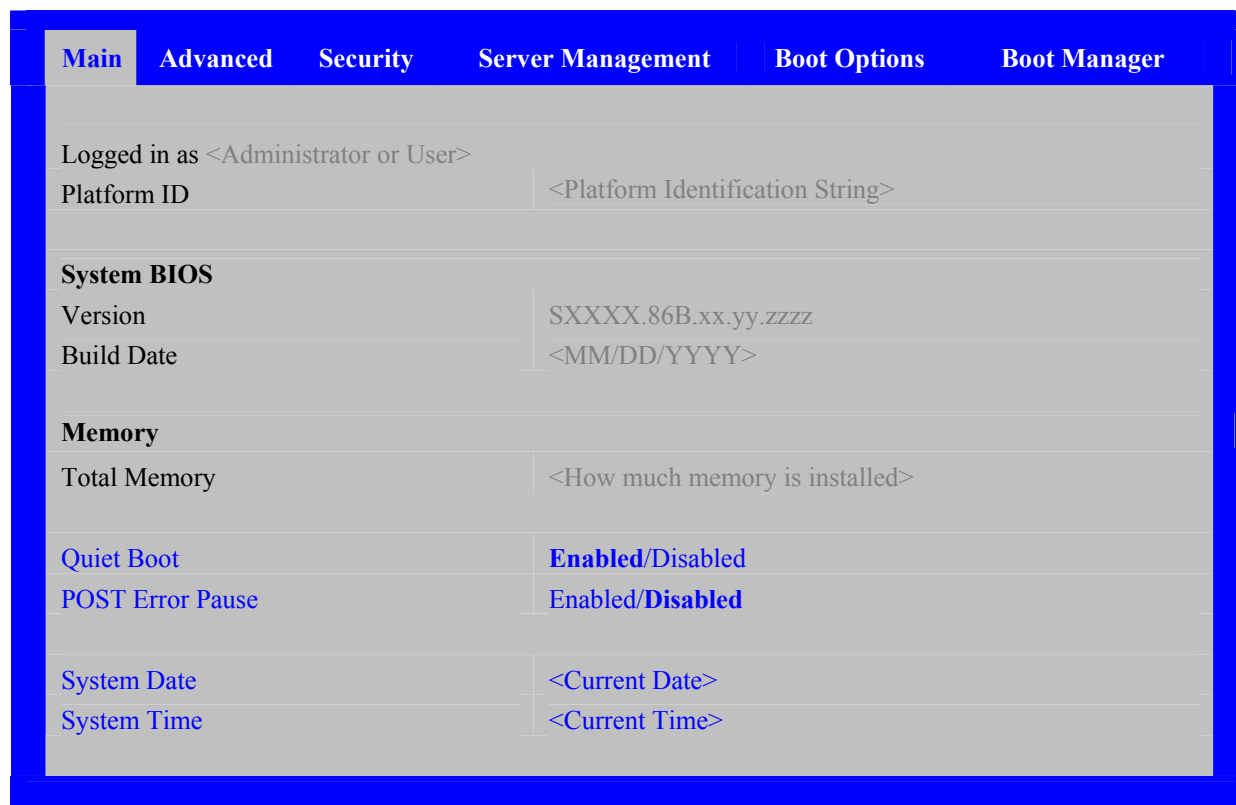 Main Advanced Security Server Management Boot Options Boot Manager
Logged in as <Administrator or User>
Platform ID <Platform Identification String>
System BIOS
Version SXXXX.86B.xx.yy.zzzz
Build Date <MM/DD/YYYY>
Memory
Total Memory <How much memory is installed>
Quiet Boot Enabled/Disabled
POST Error Pause Enabled/Disabled
System Date <Current Date>
System Time <Current Time>